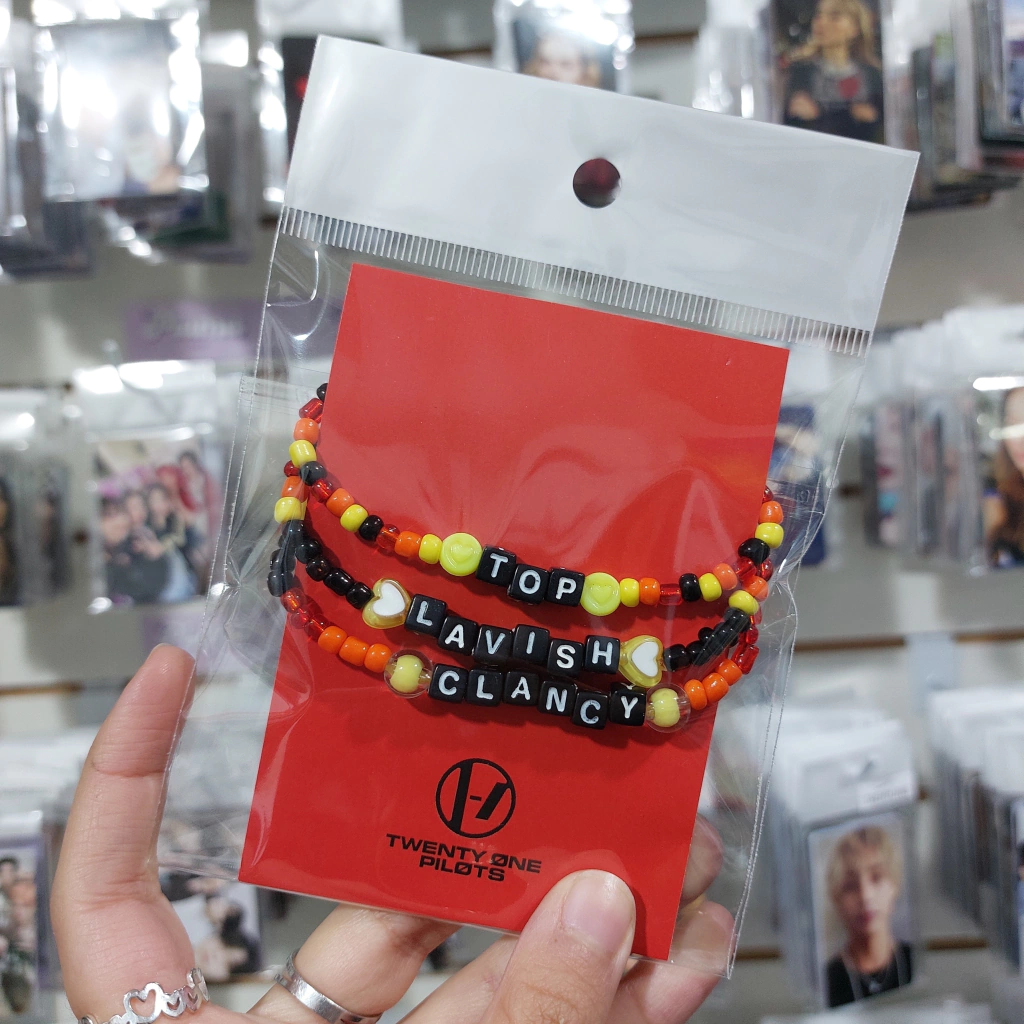 TOP
LAVISH
CLANCY
TWENTY ØNE
PILØTS